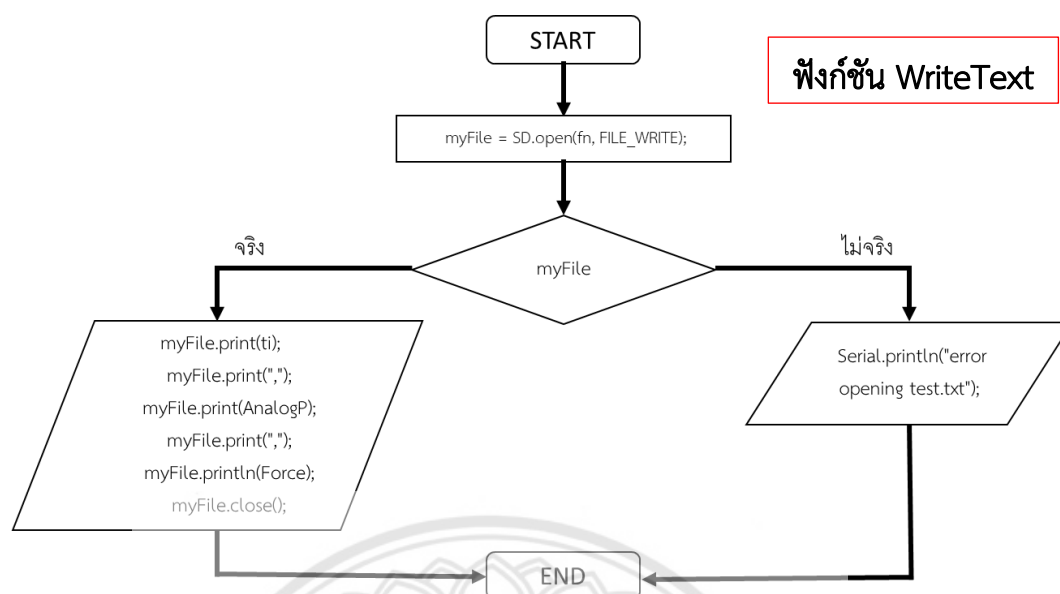 START
ฟังก์ชัน WriteText
myFile = SD.open(fn, FILE_WRITE);
จริง
ไม่จริง
myFile
myFile.print(ti);
myFile.print(",");
myFile.print(AnalogP);
myFile.print(",");
myFile.println(Force);
myFile.close();
Serial.println("error
opening test.txt");
END